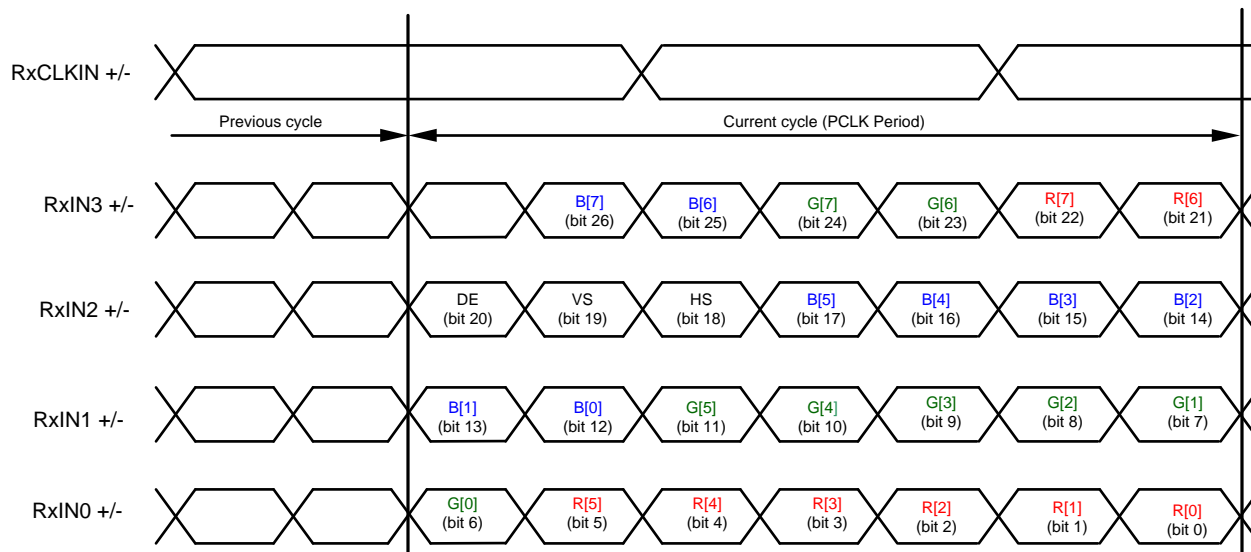 RxCLKIN +/-
Previous cycle
Current cycle (PCLK Period)
RxIN3 +/-
B[7] B[6] G[7] G[6] R[7] R[6]
(bit 26) (bit 25) (bit 24) (bit 23) (bit 22) (bit 21)
RxIN2 +/-
DE VS HS B[5] B[4] B[3] B[2]
(bit 20) (bit 19) (bit 18) (bit 17) (bit 16) (bit 15) (bit 14)
RxIN1 +/-
B[1] B[0] G[5] G[4] G[3] G[2] G[1]
(bit 13) (bit 12) (bit 11) (bit 10) (bit 9) (bit 8) (bit 7)
RxIN0 +/-
G[0] R[5] R[4] R[3] R[2] R[1] R[0]
(bit 6) (bit 5) (bit 4) (bit 3) (bit 2) (bit 1) (bit 0)